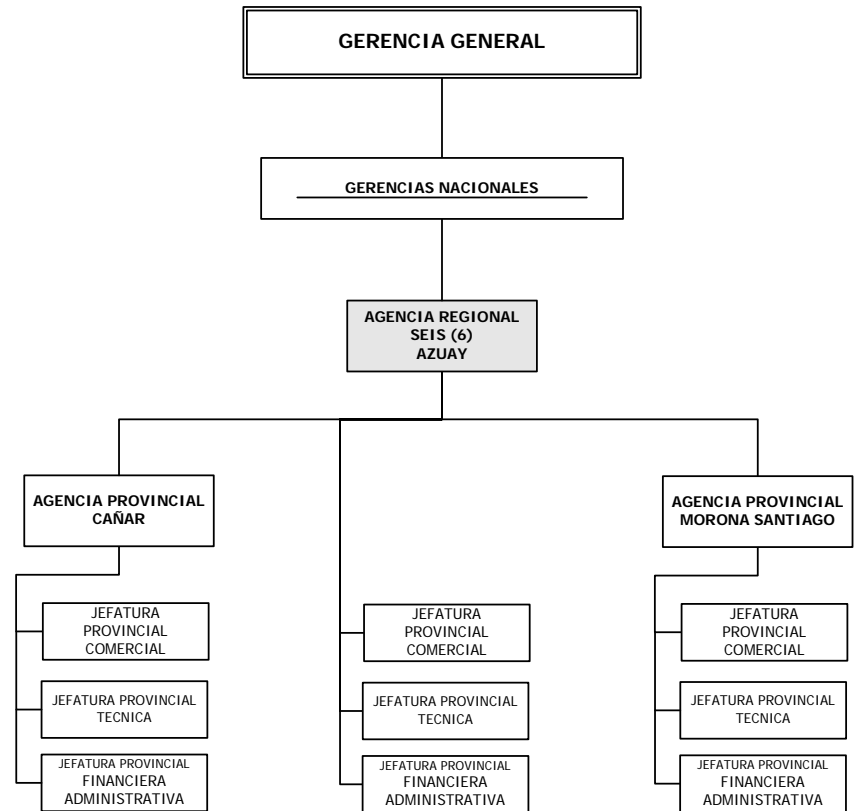 GERENCIA GENERAL
GERENCIAS NACIONALES
AGENCIA REGIONAL
SEIS (6)
AZUAY
AGENCIA PROVINCIAL
CAÑAR
JEFATURA
PROVINCIAL
COMERCIAL
JEFATURA PROVINCIAL
TECNICA
JEFATURA PROVINCIAL
FINANCIERA
ADMINISTRATIVA
JEFATURA
PROVINCIAL
COMERCIAL
JEFATURA PROVINCIAL
TECNICA
JEFATURA PROVINCIAL
FINANCIERA
ADMINISTRATIVA
AGENCIA PROVINCIAL
MORONA SANTIAGO
JEFATURA
PROVINCIAL
COMERCIAL
JEFATURA PROVINCIAL
TECNICA
JEFATURA PROVINCIAL
FINANCIERA
ADMINISTRATIVA